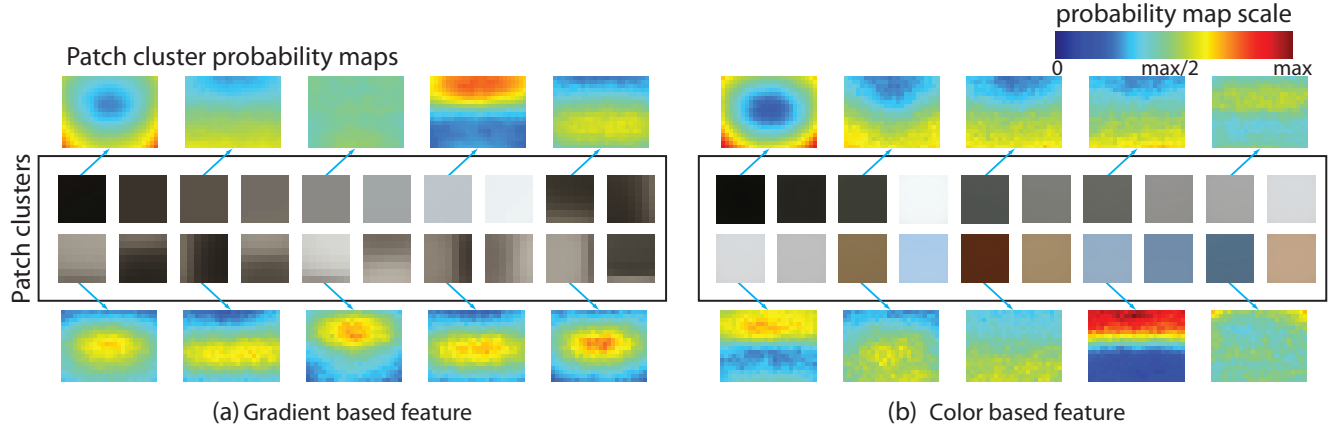 probability map scale
Patch cluster probability maps
0 max/2 max
Patch clusters
(a) Gradient based feature
(b) Color based feature